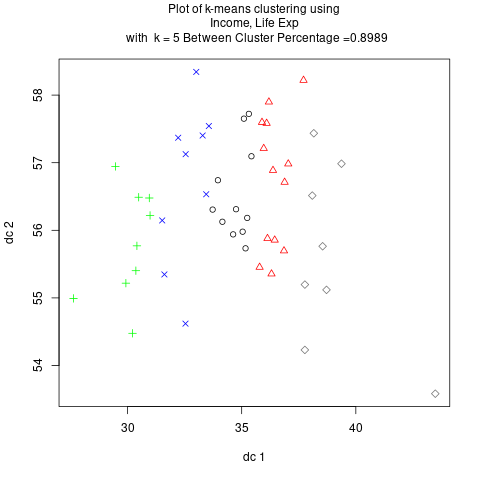 Plot of k-means clustering using
Income, Life Exp
with k = 5 Between Cluster Percentage =0.8989
58
57
56
55
54
dc 2
30
35
40
dc 1